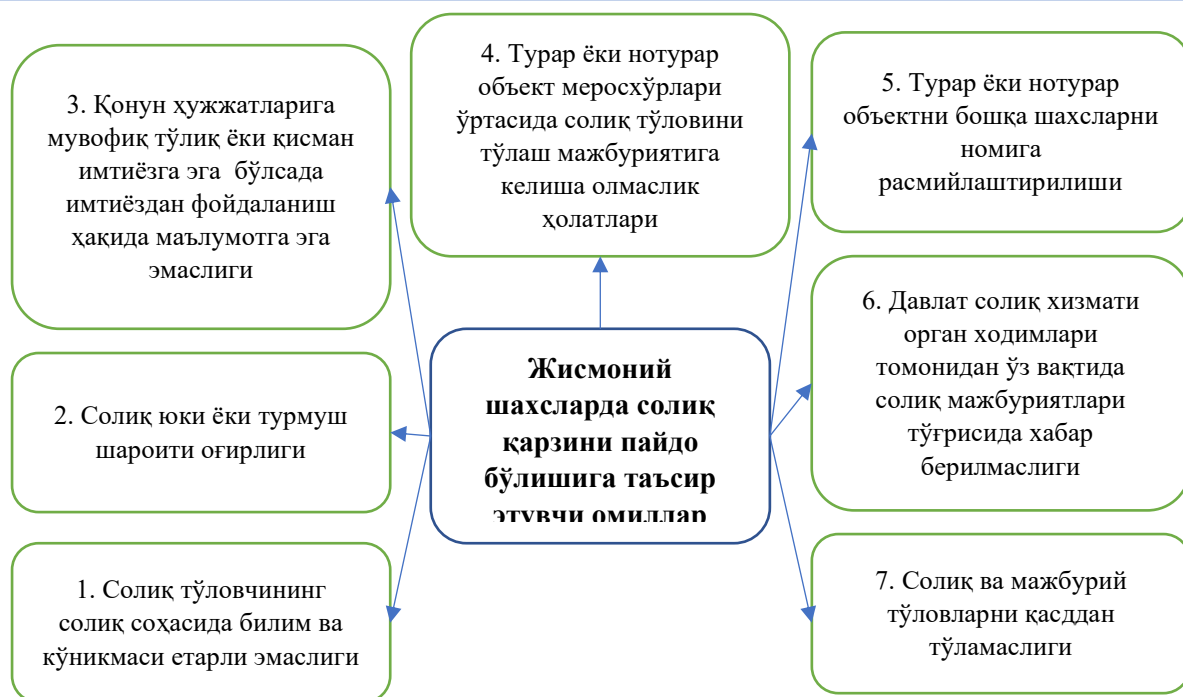 3. Қонун ҳужжатларига
мувофиқ тўлиқ ёки қисман
имтиёзга эга бўлсада
имтиёздан фойдаланиш
ҳақида маълумотга эга
эмаслиги
4. Турар ёки нотурар
объект меросхўрлари
ўртасида солиқ тўловини
тўлаш мажбуриятига
келиша олмаслик
ҳолатлари
5. Турар ёки нотурар
объектни бошқа шахсларни
номига
расмийлаштирилиши
2. Солиқ юки ёки турмуш
шароити оғирлиги
Жисмоний
шахсларда солиқ
қарзини пайдо
бўлишига таъсир
этувчи омиллар
6. Давлат солиқ хизмати
орган ходимлари
томонидан ўз вақтида
солиқ мажбуриятлари
тўғрисида хабар
берилмаслиги
1. Солиқ тўловчининг
солиқ соҳасида билим ва
кўникмаси етарли эмаслиги
7. Солиқ ва мажбурий
тўловларни қасддан
тўламаслиги